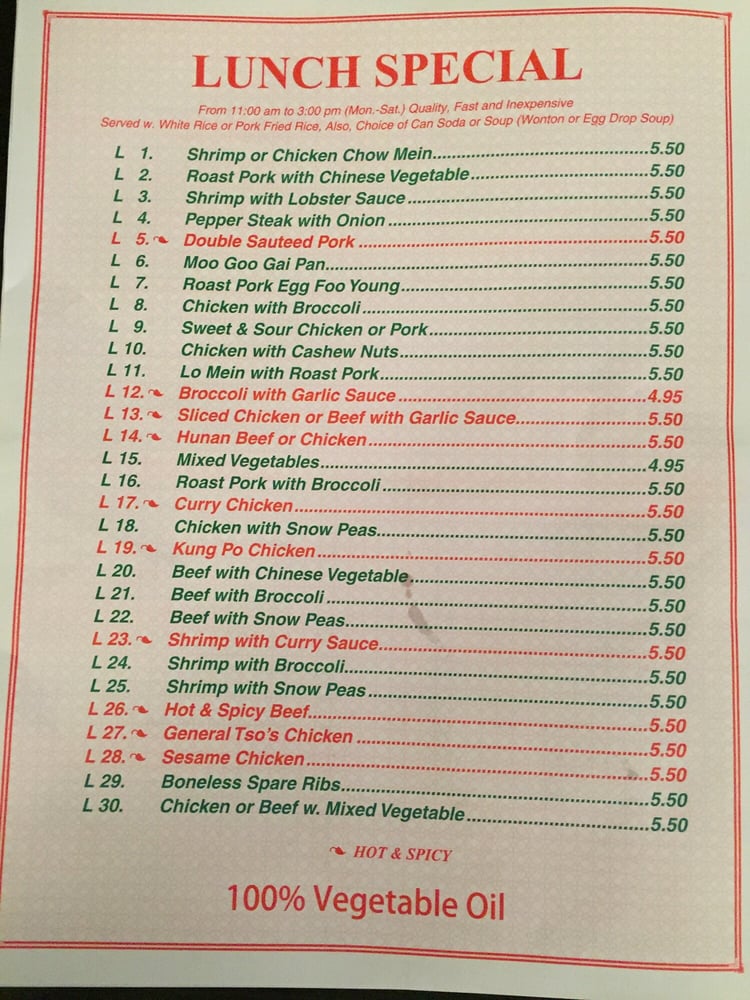 LUNCH SPECIAL
From 11:00 am to 3:00 pm (Mon.-Sat.) Quality, Fast and Inexpensive
Served w. White Rice or Pork Fried Rice, Also, Choice of Can Soda or Soup (Wonton or Egg Drop Soup)
L 1. Shrimp or Chicken Chow Mein 5.50
L 2. Roast Pork with Chinese Vegetable 5.50
L 3. Shrimp with Lobster Sauce 5.50
L 4. Pepper Steak with Onion 5.50
L 5. Double Sauteed Pork 5.50
L 6. Moo Goo Gai Pan 5.50
L 7. Roast Pork Egg Foo Young 5.50
L 8. Chicken with Broccoli 5.50
L 9. Sweet & Sour Chicken or Pork 5.50
L 10. Chicken with Cashew Nuts 5.50
L 11. Lo Mein with Roast Pork 5.50
L 12. Broccoli with Garlic Sauce 4.95
L 13. Sliced Chicken or Beef with Garlic Sauce 5.50
L 14. Hunan Beef or Chicken 5.50
L 15. Mixed Vegetables 4.95
L 16. Roast Pork with Broccoli 5.50
L 17. Curry Chicken 5.50
L 18. Chicken with Snow Peas 5.50
L 19. Kung Po Chicken 5.50
L 20. Beef with Chinese Vegetable 5.50
L 21. Beef with Broccoli 5.50
L 22. Beef with Snow Peas 5.50
L 23. Shrimp with Curry Sauce 5.50
L 24. Shrimp with Broccoli 5.50
L 25. Shrimp with Snow Peas 5.50
L 26. Hot & Spicy Beef 5.50
L 27. General Tso's Chicken 5.50
L 28. Sesame Chicken 5.50
L 29. Boneless Spare Ribs 5.50
L 30. Chicken or Beef w. Mixed Vegetable 5.50
HOT & SPICY
100% Vegetable Oil